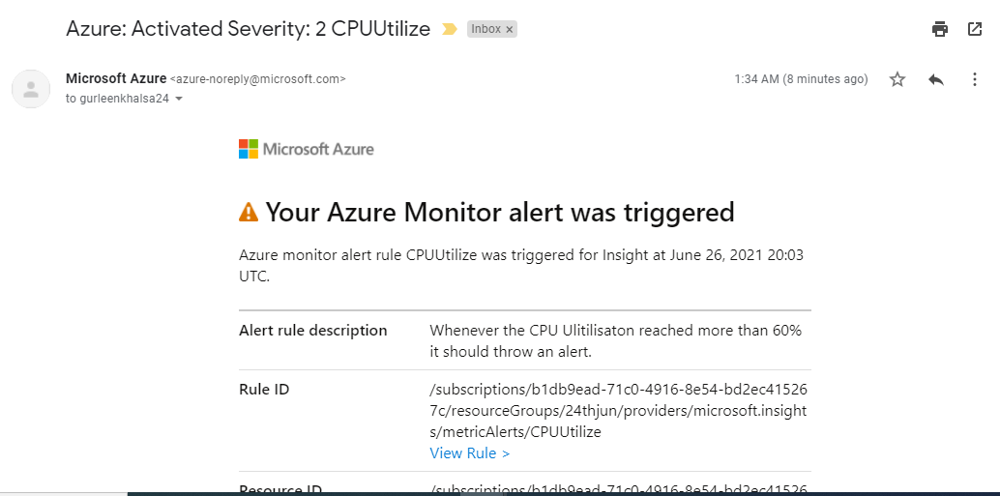 Azure: Activated Severity: 2 CPUUtilize Inbox ×
Microsoft Azure <azure-noreply@microsoft.com> 1:34 AM (8 minutes ago)
to gurleenkhalsa24
Microsoft Azure
Your Azure Monitor alert was triggered
Azure monitor alert rule CPUUtilize was triggered for Insight at June 26, 2021 20:03
UTC.
Alert rule description Whenever the CPU Ulitilisaton reached more than 60%
it should throw an alert.
Rule ID /subscriptions/b1db9ead-71c0-4916-8e54-bd2ec41526
7c/resourceGroups/24thjun/providers/microsoft.insight
s/metricAlerts/CPUUtilize
View Rule >
Resource ID /subscriptions/b1db9ead-71c0-4916-8e54-bd2ec41526